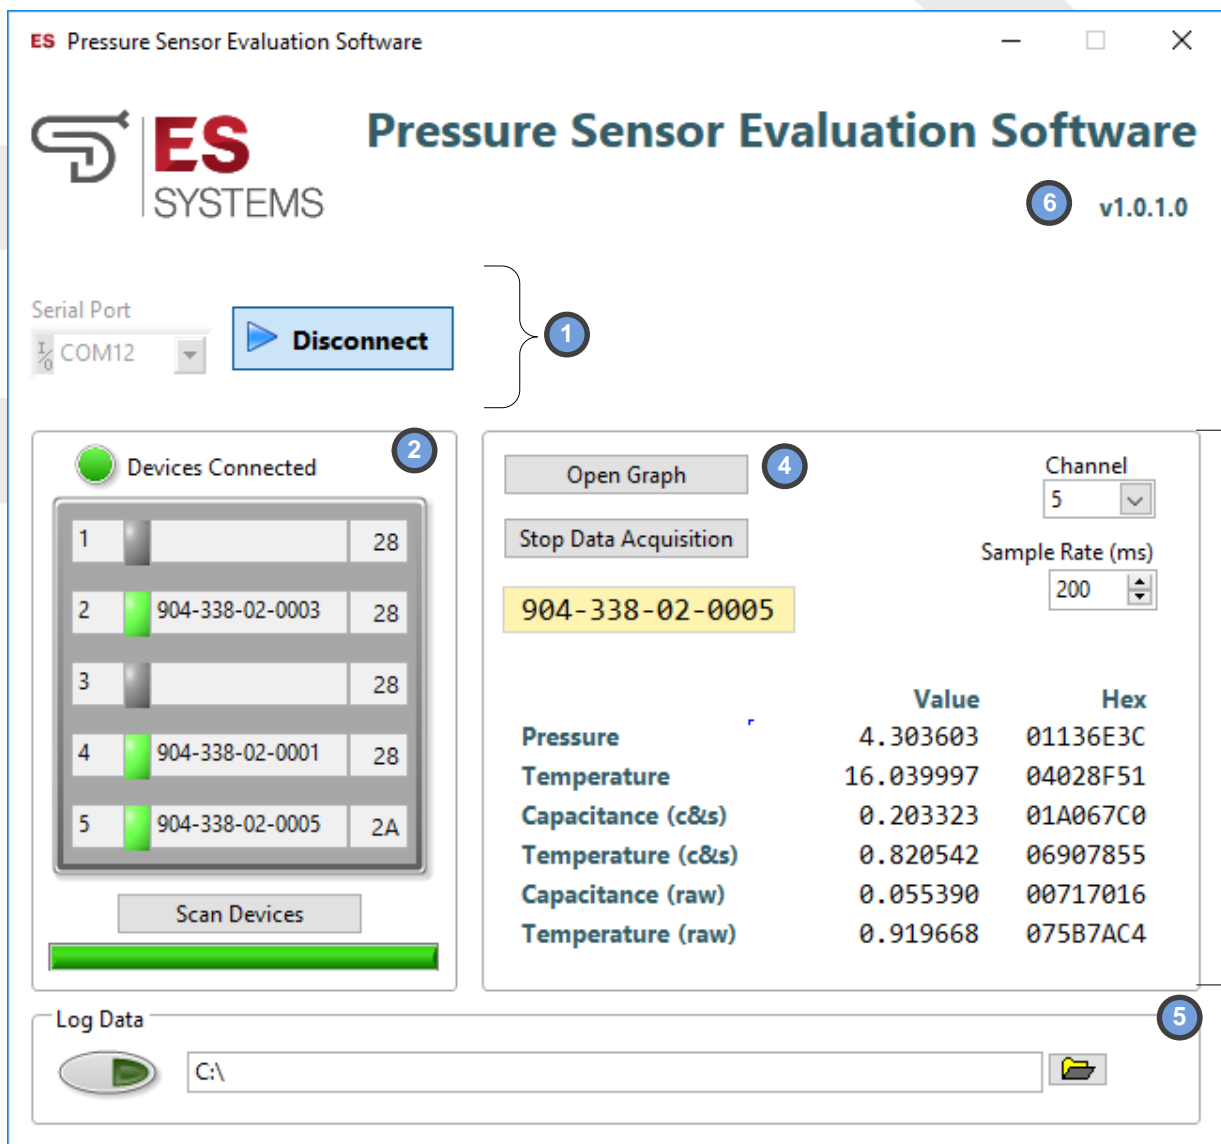 ES Pressure Sensor Evaluation Software
ES
SYSTEMS
Pressure Sensor Evaluation Software
6 v1.0.1.0
Serial Port
I/O COM12
Disconnect
1
Devices Connected
2
1 28
2 904-338-02-0003 28
3 28
4 904-338-02-0001 28
5 904-338-02-0005 2A
Scan Devices
Open Graph
4
Channel
5
Stop Data Acquisition
Sample Rate (ms)
200
904-338-02-0005
Value Hex
Pressure 4.303603 01136E3C
Temperature 16.039997 04028F51
Capacitance (c&s) 0.203323 01A067C0
Temperature (c&s) 0.820542 06907855
Capacitance (raw) 0.055390 00717016
Temperature (raw) 0.919668 075B7AC4
Log Data
5
C:\